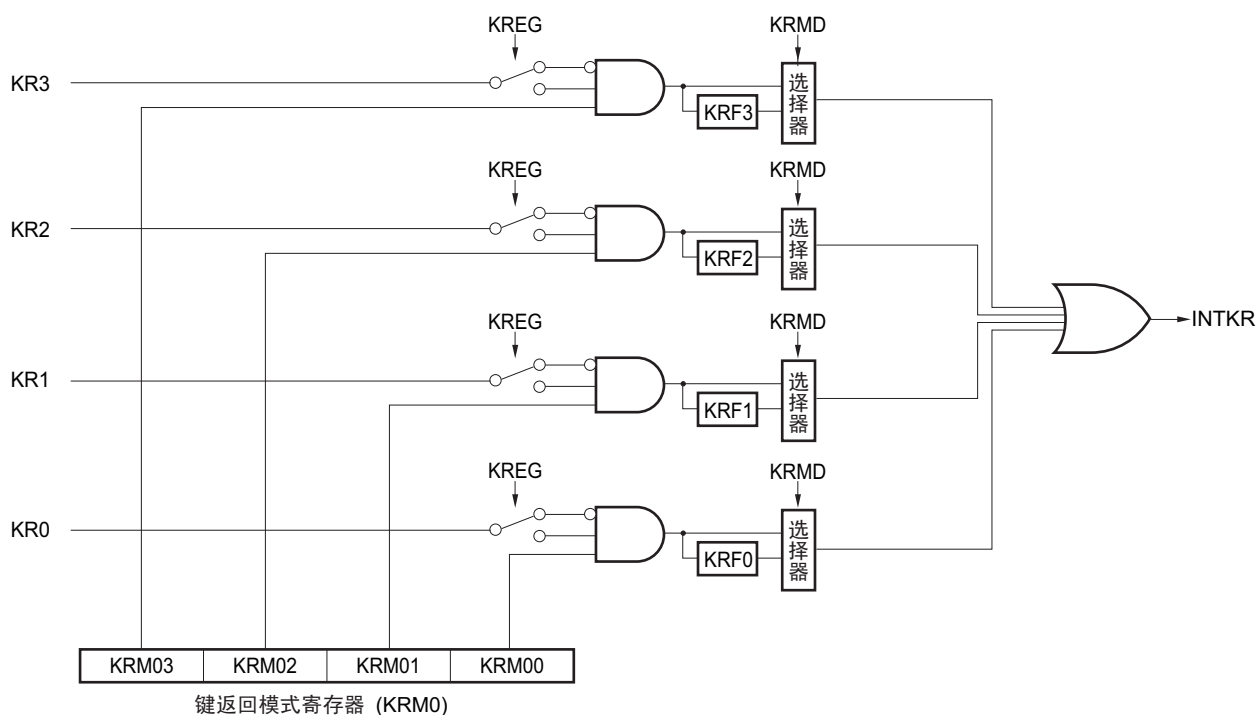 KREG KRMD
KR3 KRF3 选择器
KREG KRMD
KR2 KRF2 选择器
INTKR
KREG KRMD
KR1 KRF1 选择器
KREG KRMD
KR0 KRF0 选择器
KRM03 KRM02 KRM01 KRM00
键返回模式寄存器 (KRM0)